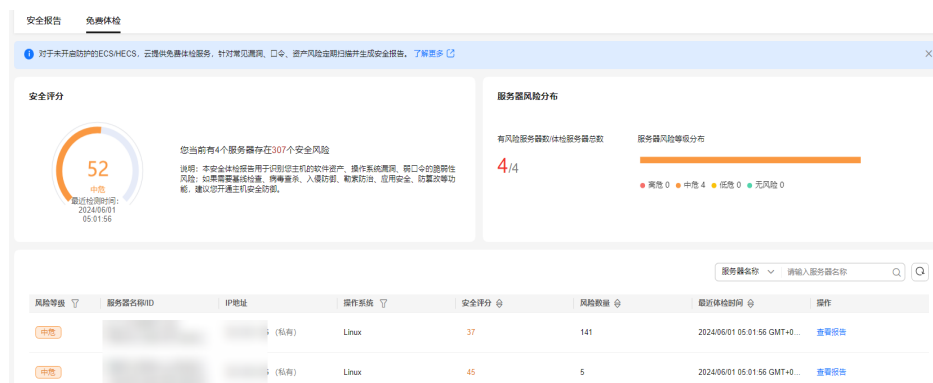 安全报告 免费体检
对于未开启防护的ECS/HECS，云提供免费体检服务，针对常见漏洞、口令、资产风险定期扫描并生成安全报告。 了解更多
安全评分
52
中危
最近检测时间：
2024/06/01
05:01:56
您当前有4个服务器存在307个安全风险
说明：本安全体检报告用于识别您主机的软件资产、操作系统漏洞、弱口令的脆弱性
风险；如果需要基线检查、病毒查杀、入侵防御、勒索防治、应用安全、防篡改等功
能，建议您开通主机安全防御。
服务器风险分布
有风险服务器数/体检服务器总数
4/4
服务器风险等级分布
高危 0 中危 4 低危 0 无风险 0
服务器名称 请输入服务器名称
风险等级 服务器名称/ID IP地址 操作系统 安全评分 风险数量 最近体检时间 操作
中危 (私有) Linux 37 141 2024/06/01 05:01:56 GMT+0... 查看报告
中危 (私有) Linux 45 5 2024/06/01 05:01:56 GMT+0... 查看报告